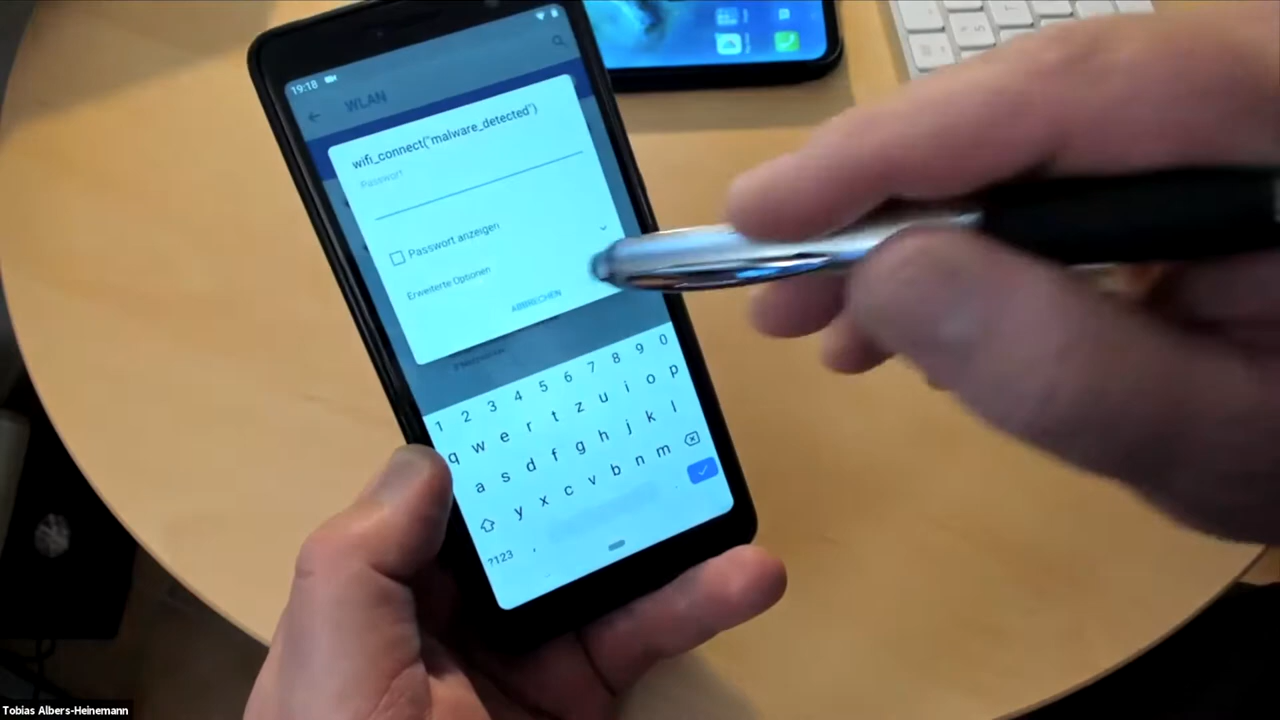 19:18
WLAN
wifi_connect("malware_detected")
Passwort
Passwort anzeigen
Erweiterte Optionen
ABBRECHEN
1 2 3 4 5 6 7 8 9 0
q w e r t z u i o p
a s d f g h j k l
y x c v b n m
?123 , .
Tobias Albers-Heinemann